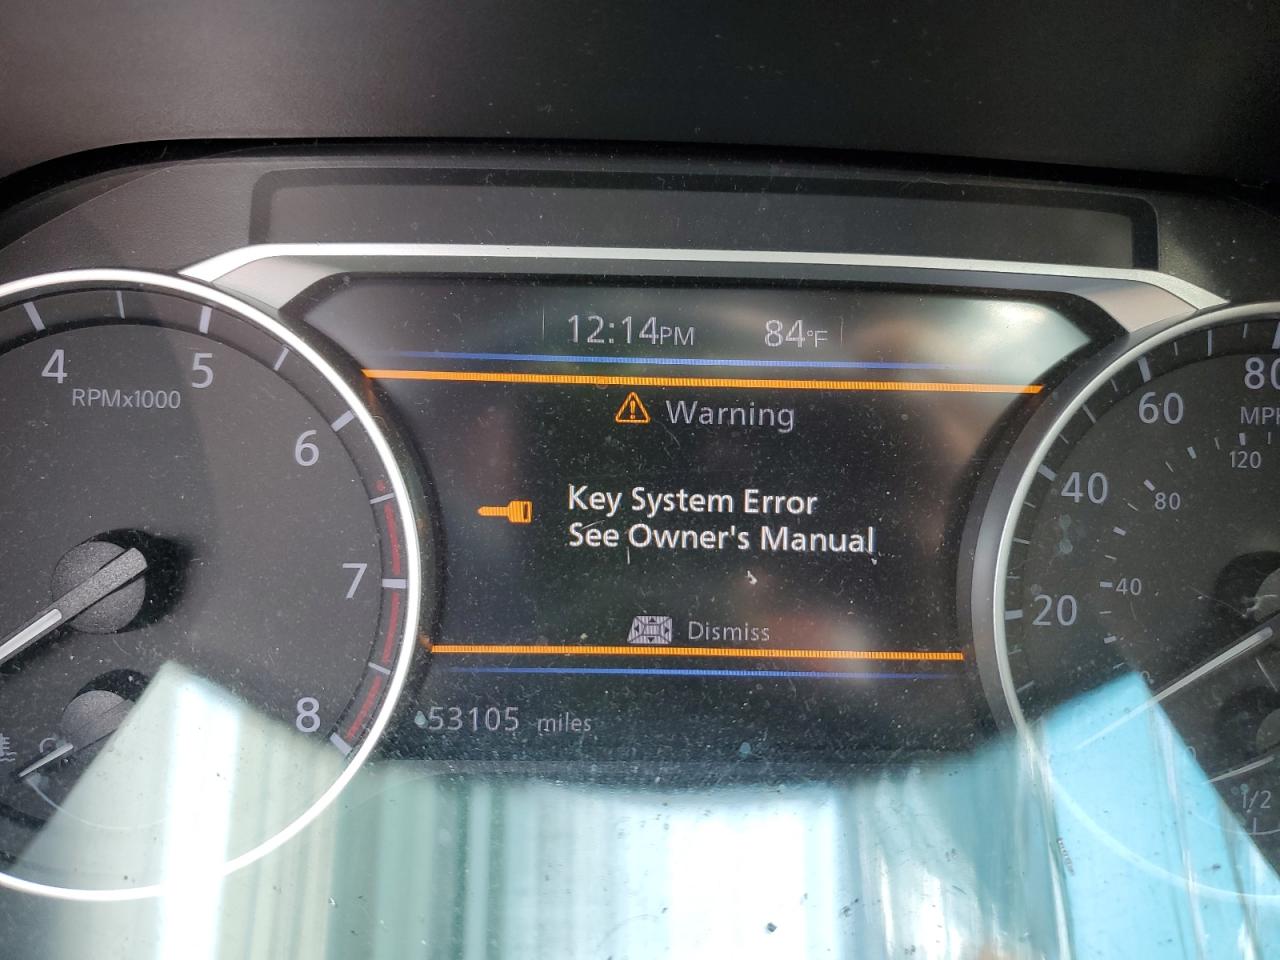 12:14PM 84°F
Warning
Key System Error
See Owner's Manual
Dismiss
53105 miles
4
5
RPMx1000
6
7
8
80
60
MPH
120
40
80
40
20
1/2